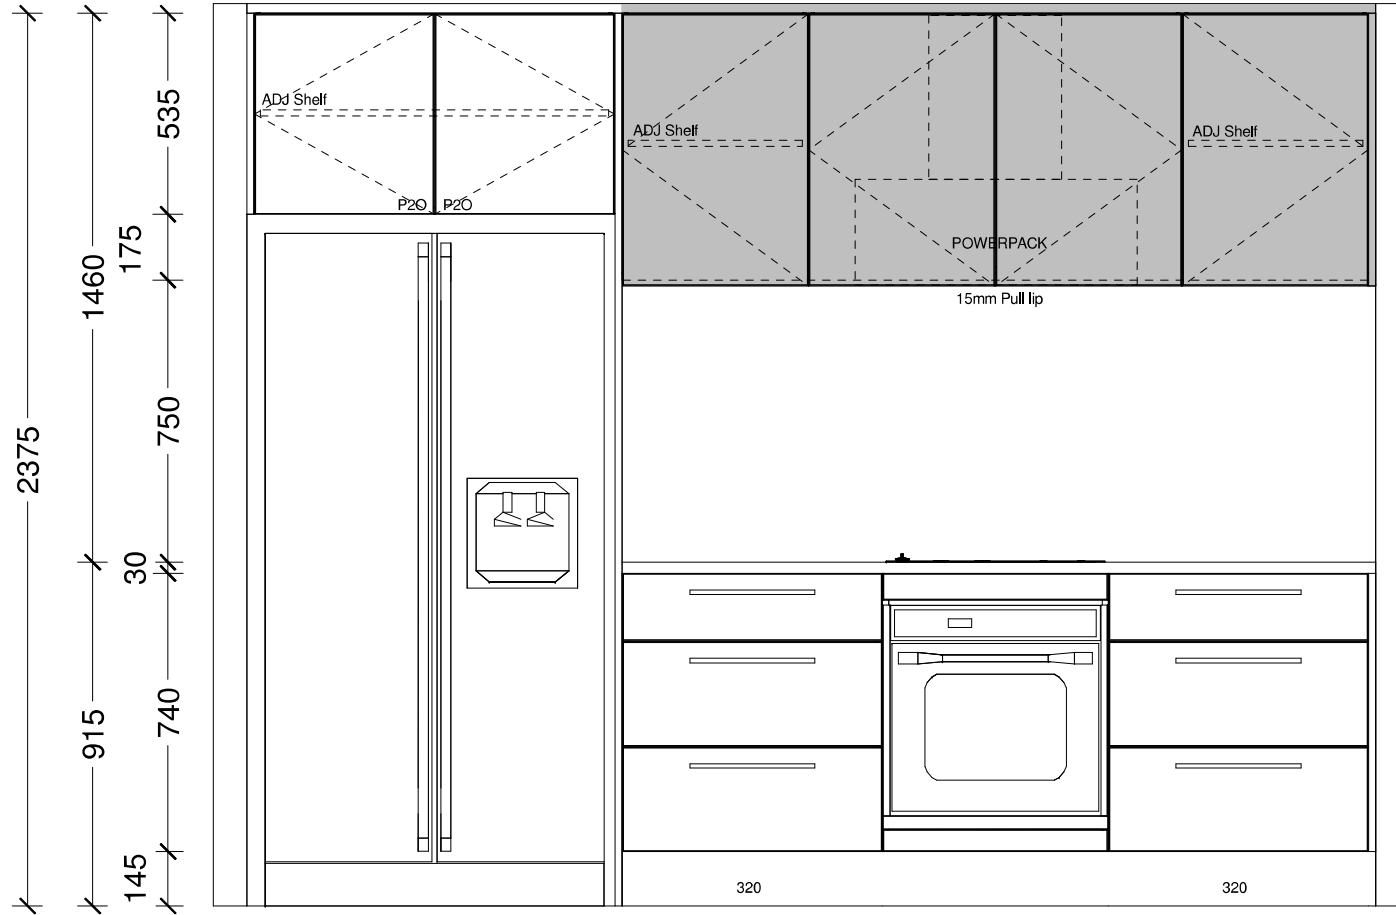 ADJ Shelf
ADJ Shelf
ADJ Shelf
P2O
P2O
POWERPACK
15mm Pull lip
2375
1460
915
535
175
750
30
740
145
320
320